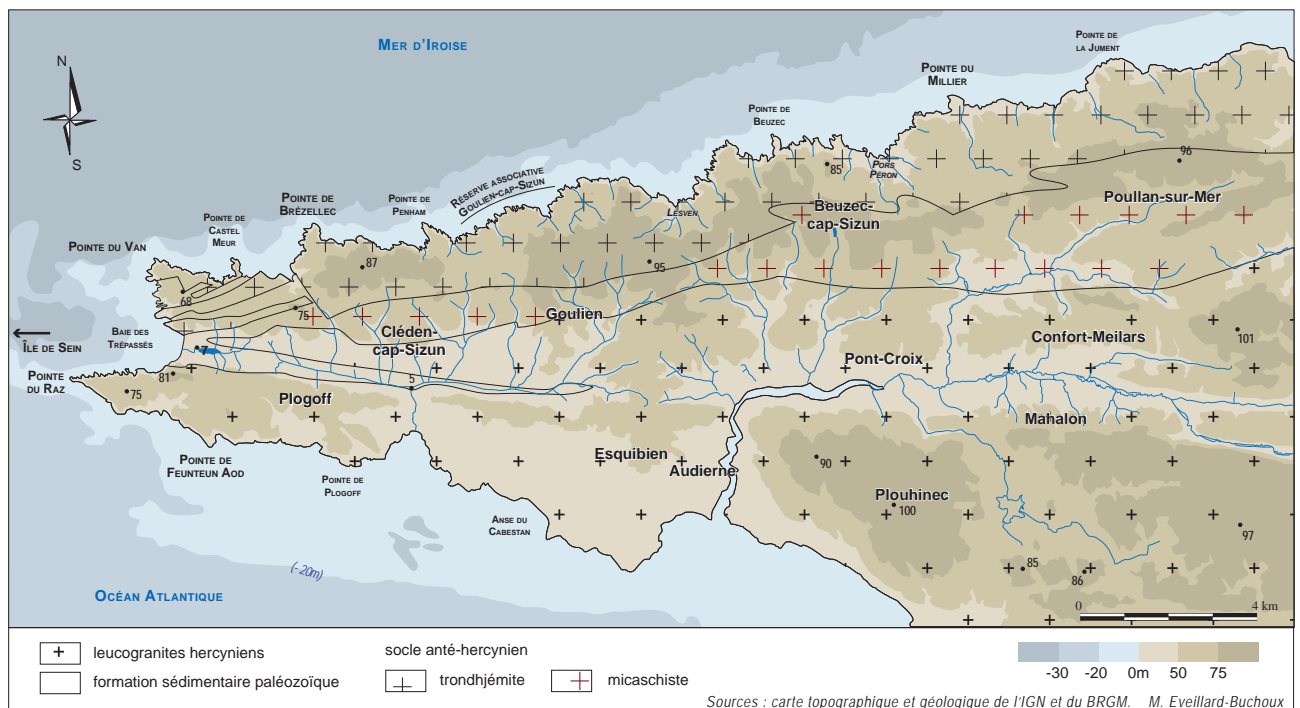 MER D'IROISE
POINTE DE
LA JUMENT
N
S
POINTE DU
MILLIER
POINTE DE
BEUZEC
96
85
PORS
PÉRON
RÉSERVE ASSOCIATIVE
GOULIEN-CAP-SIZUN
POINTE DE
BRÉZELLEC
POINTE DE
PENHAM
LESVEN
Beuzec-
cap-Sizun
Poullan-sur-Mer
POINTE DE
CASTEL
MEUR
POINTE DU VAN
87
95
68
75
Goulien
Cléden-
cap-Sizun
Confort-Meilars
101
BAIE DES
TRÉPASSÉS
ÎLE DE SEIN
7
Pont-Croix
POINTE
DU RAZ
81
75
5
Plogoff
Mahalon
Esquibien
Audierne
90
POINTE DE
FEUNTEUN AOD
POINTE DE
PLOGOFF
Plouhinec
100
ANSE DU
CABESTAN
97
(-20m)
85
86
OCÉAN ATLANTIQUE
0 4 km
leucogranites hercyniens
socle anté-hercynien
formation sédimentaire paléozoïque
trondhjémite
micaschiste
-30 -20 0m 50 75
Sources : carte topographique et géologique de l'IGN et du BRGM. M. Eveillard-Buchoux